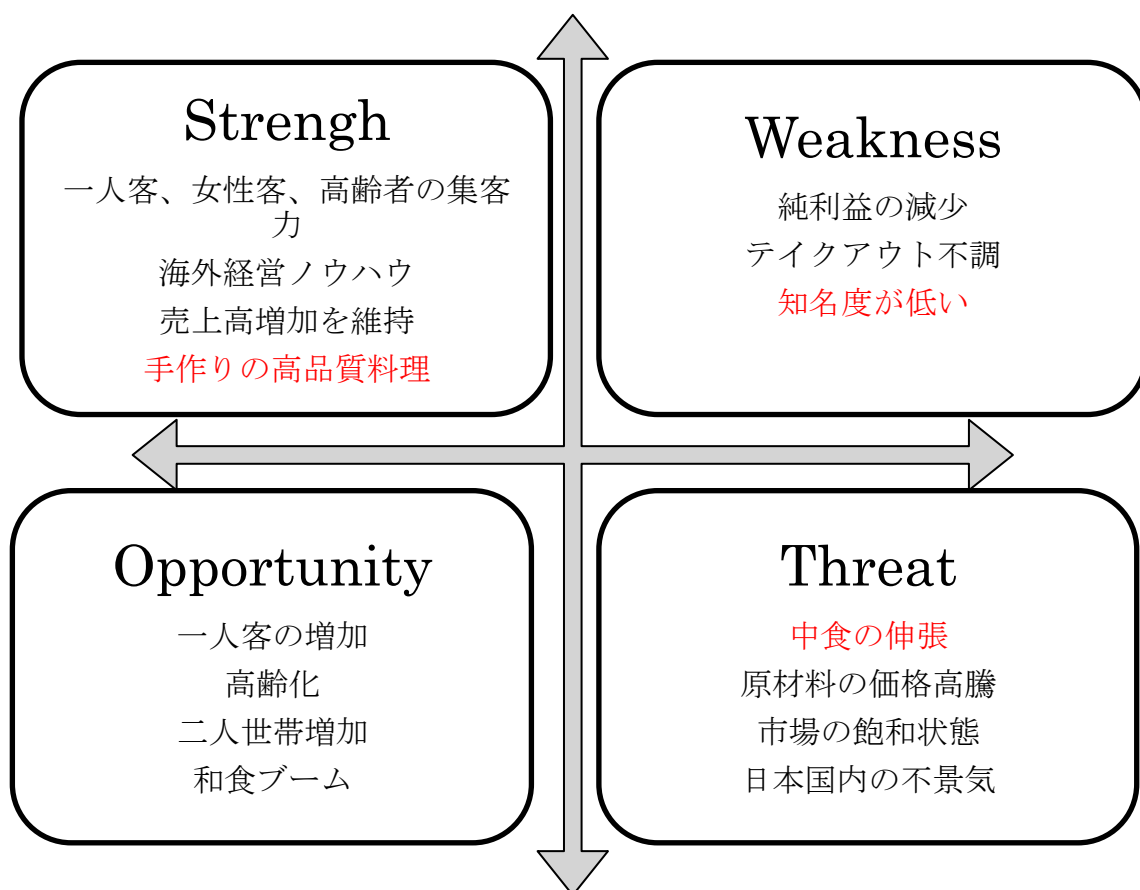 Strengh
一人客、女性客、高齢者の集客
力
海外経営ノウハウ
売上高増加を維持
手作りの高品質料理
Weakness
純利益の減少
テイクアウト不調
知名度が低い
Opportunity
一人客の増加
高齢化
二人世帯増加
和食ブーム
Threat
中食の伸張
原材料の価格高騰
市場の飽和状態
日本国内の不景気